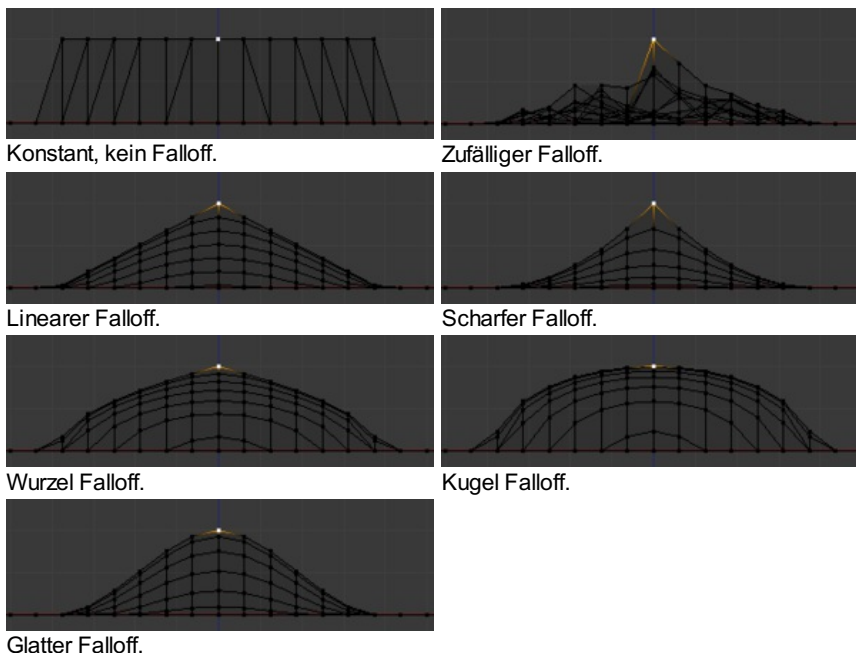 Konstant, kein Falloff.
Zufälliger Falloff.
Linearer Falloff.
Scharfer Falloff.
Wurzel Falloff.
Kugel Falloff.
Glatter Falloff.